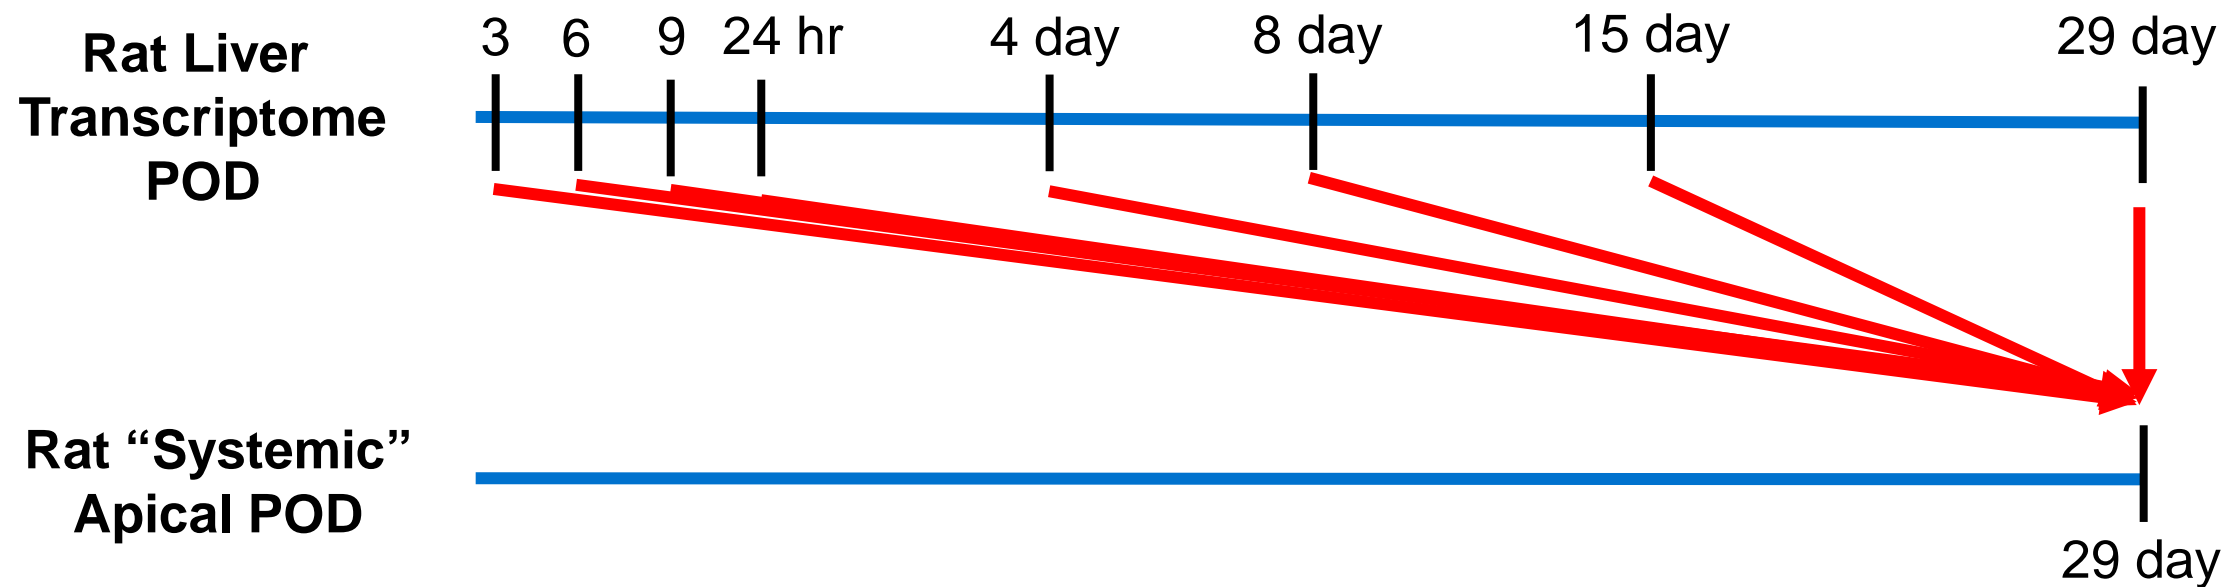 Rat Liver
Transcriptome
POD
3 6 9 24 hr 4 day 8 day 15 day 29 day
Rat “Systemic”
Apical POD
29 day